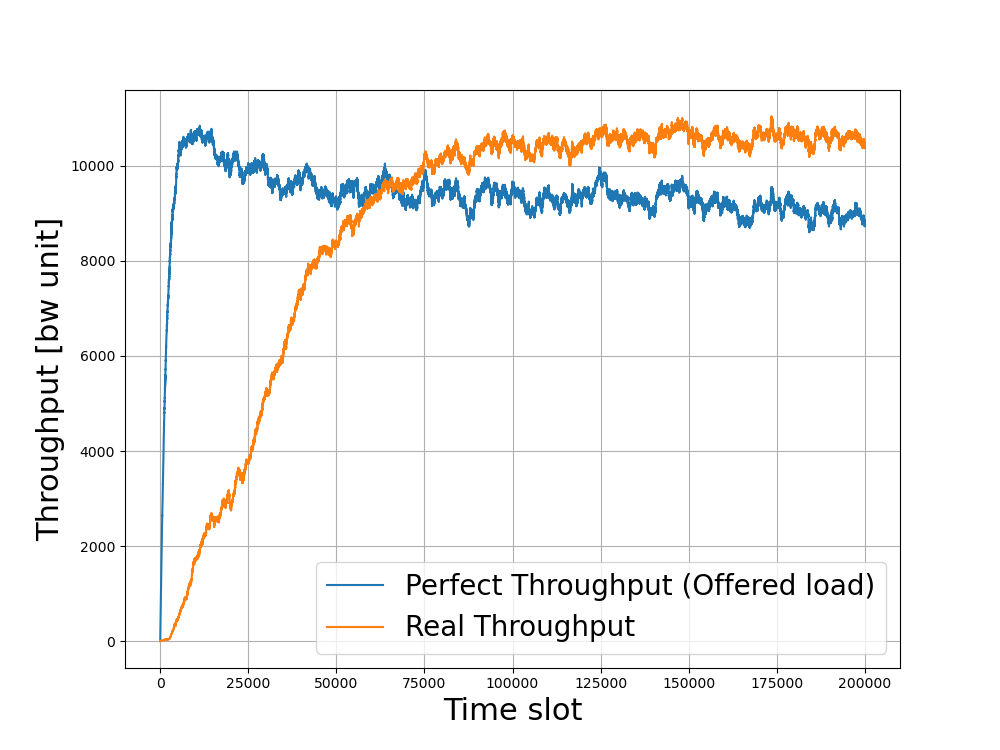 Throughput [bw unit]
10000
8000
6000
4000
2000
0
Perfect Throughput (Offered load)
Real Throughput
0 25000 50000 75000 100000 125000 150000 175000 200000
Time slot